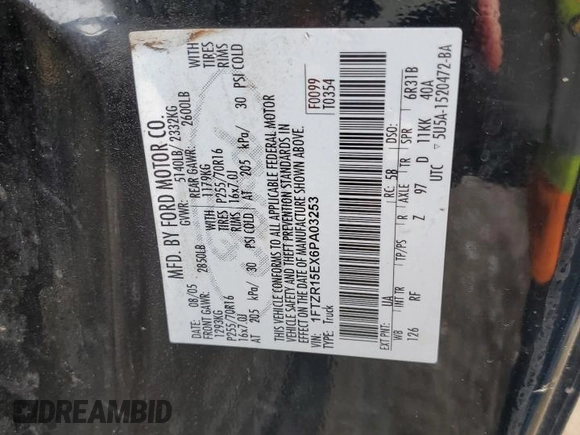 MFD. BY FORD MOTOR CO.
DATE: 08/05 GVWR: 5140LB/ 2332KG
FRONT GAWR: 2850LB REAR GAWR: 2600LB
1293KG 1179KG WITH
P255/70R16 P255/70R16 TIRES
16x7.0J 16x7.0J RIMS
AT 205 kPa/ 30 PSI COLD AT 205 kPa/ 30 PSI COLD
WITH
TIRES
RIMS
THIS VEHICLE CONFORMS TO ALL APPLICABLE FEDERAL MOTOR
VEHICLE SAFETY AND THEFT PREVENTION STANDARDS IN
EFFECT ON THE DATE OF MANUFACTURE SHOWN ABOVE.
VIN: 1FTZR15EX6PA03253 F0099
TYPE: Truck T0354
EXT PNT: UA RC: 58 DSO:
WB INT TR TP/PS R AXLE TR SPR
126 RF Z 97 D 11KK 6R31B
40A
UTC ▽5U5A-1520472-BA
DREAMBID